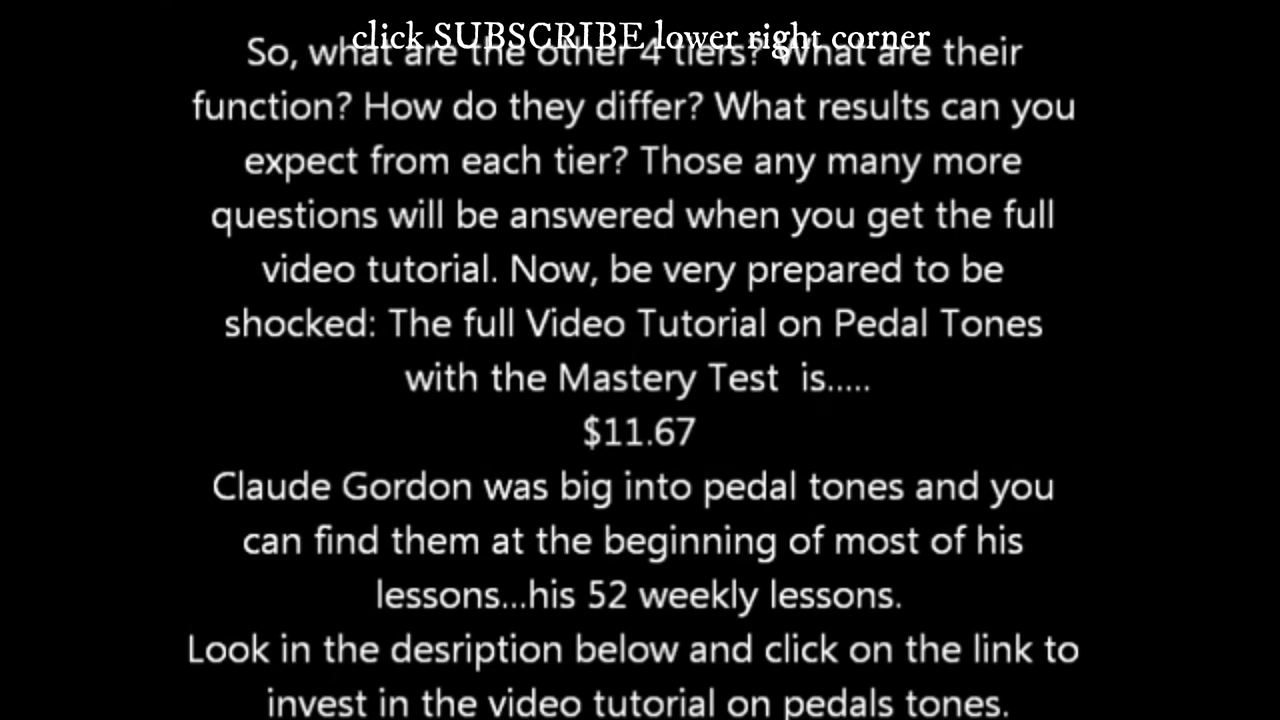 click SUBSCRIBE lower right corner
So, what are the other 4 tiers? What are their
function? How do they differ? What results can you
expect from each tier? Those any many more
questions will be answered when you get the full
video tutorial. Now, be very prepared to be
shocked: The full Video Tutorial on Pedal Tones
with the Mastery Test  is.....
$11.67
Claude Gordon was big into pedal tones and you
can find them at the beginning of most of his
lessons...his 52 weekly lessons.
Look in the desription below and click on the link to
invest in the video tutorial on pedals tones.